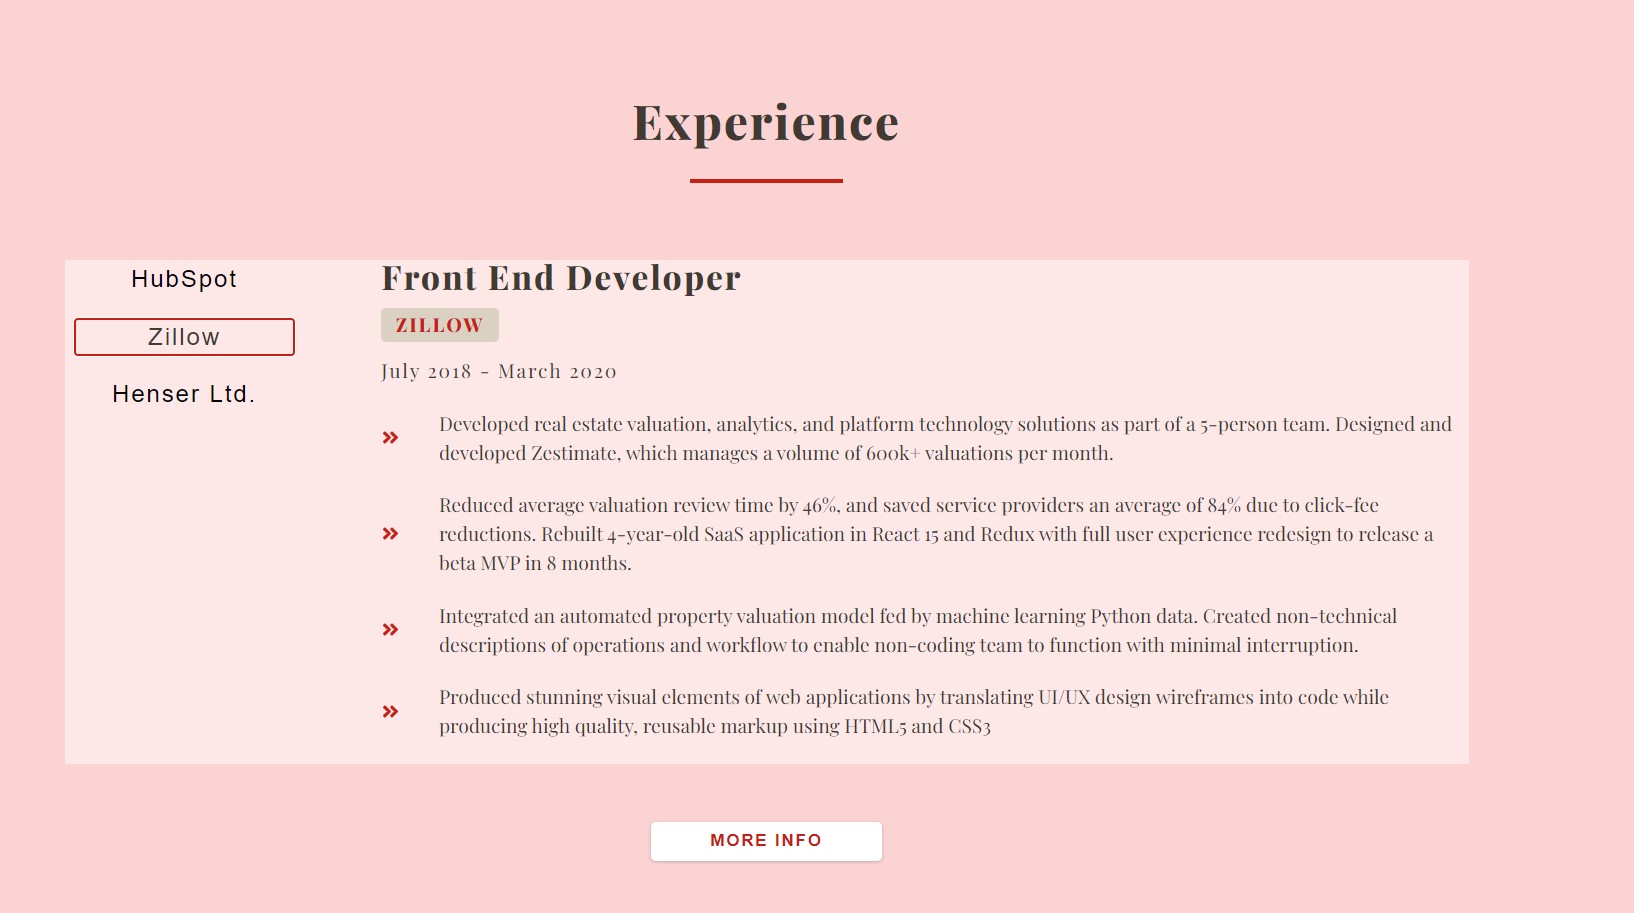 Experience
HubSpot
Zillow
Henser Ltd.
Front End Developer
ZILLOW
July 2018 - March 2020
Developed real estate valuation, analytics, and platform technology solutions as part of a 5-person team. Designed and
developed Zestimate, which manages a volume of 600k+ valuations per month.
Reduced average valuation review time by 46%, and saved service providers an average of 84% due to click-fee
reductions. Rebuilt 4-year-old SaaS application in React 15 and Redux with full user experience redesign to release a
beta MVP in 8 months.
Integrated an automated property valuation model fed by machine learning Python data. Created non-technical
descriptions of operations and workflow to enable non-coding team to function with minimal interruption.
Produced stunning visual elements of web applications by translating UI/UX design wireframes into code while
producing high quality, reusable markup using HTML5 and CSS3
MORE INFO